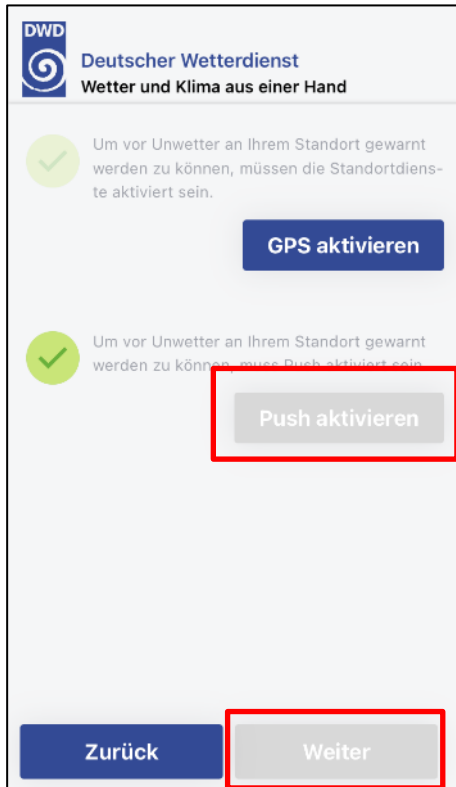 DWD
Deutscher Wetterdienst
Wetter und Klima aus einer Hand
Um vor Unwetter an Ihrem Standort gewarnt
werden zu können, müssen die Standortdiens-
te aktiviert sein.
GPS aktivieren
Um vor Unwetter an Ihrem Standort gewarnt
werden zu können, muss Push aktiviert sein.
Push aktivieren
Zurück
Weiter